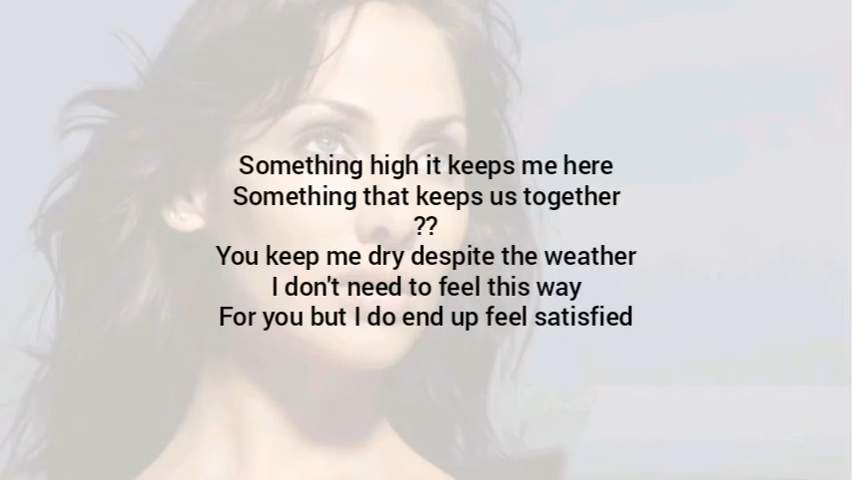 Something high it keeps me here
Something that keeps us together
??
You keep me dry despite the weather
I don't need to feel this way
For you but I do end up feel satisfied